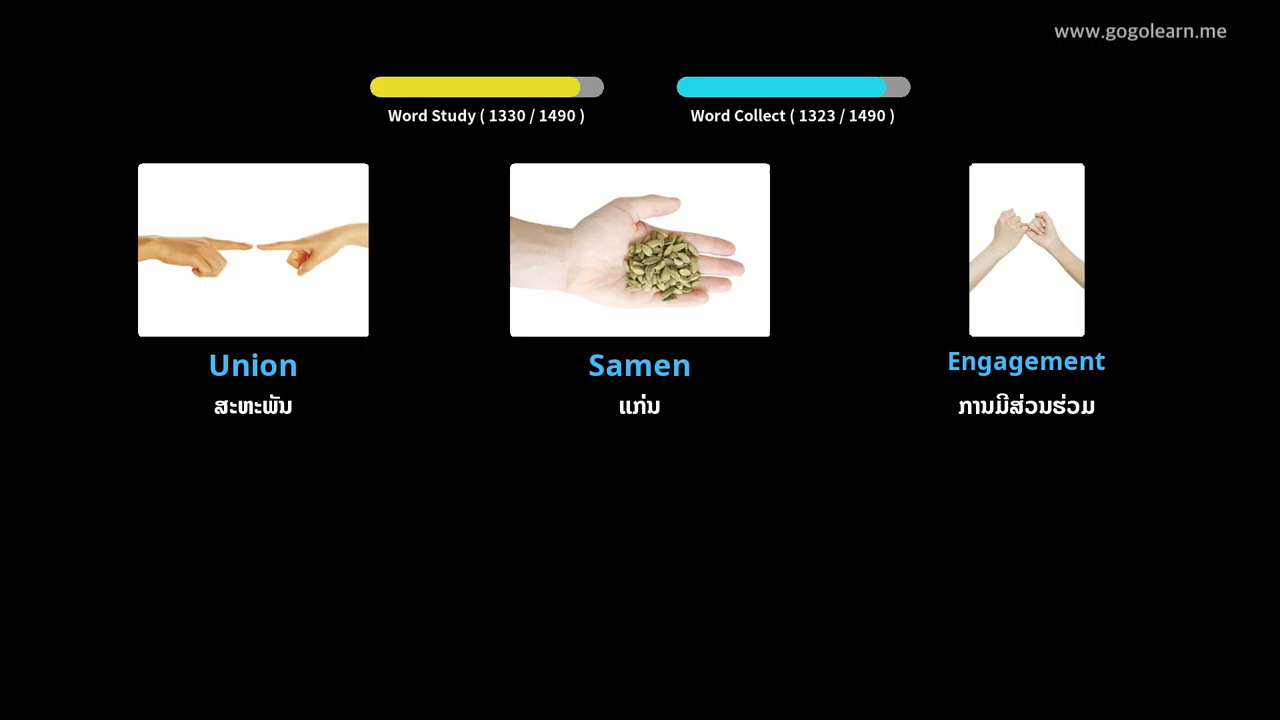 www.gogolearn.me
Word Study ( 1330 / 1490 )
Word Collect ( 1323 / 1490 )
Union
Samen
Engagement
ສະຫະພັນ
ແກ່ນ
ການມີສ່ວນຮ່ວມ